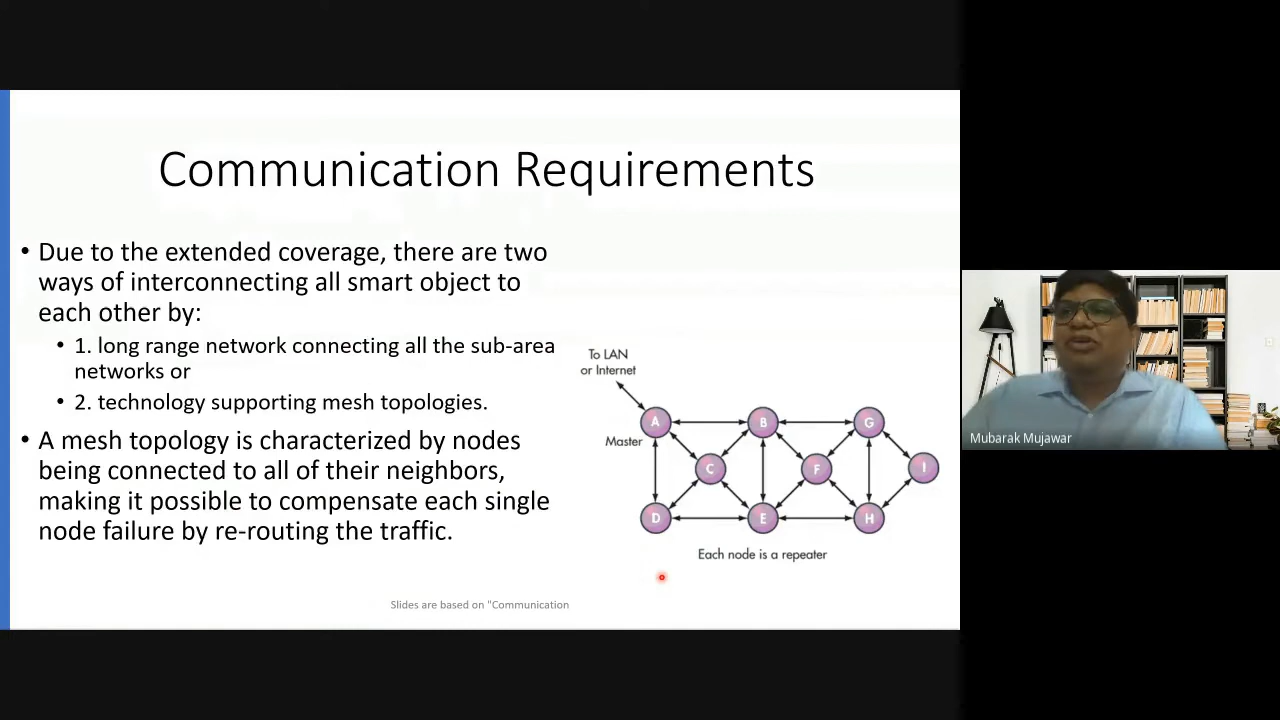 Communication Requirements
• Due to the extended coverage, there are two
ways of interconnecting all smart object to
each other by:
• 1. long range network connecting all the sub-area
networks or
• 2. technology supporting mesh topologies.
• A mesh topology is characterized by nodes
being connected to all of their neighbors,
making it possible to compensate each single
node failure by re-routing the traffic.
To LAN
or Internet
A
B
G
Master
C
F
I
D
E
H
Each node is a repeater
Slides are based on "Communication
Mubarak Mujawar